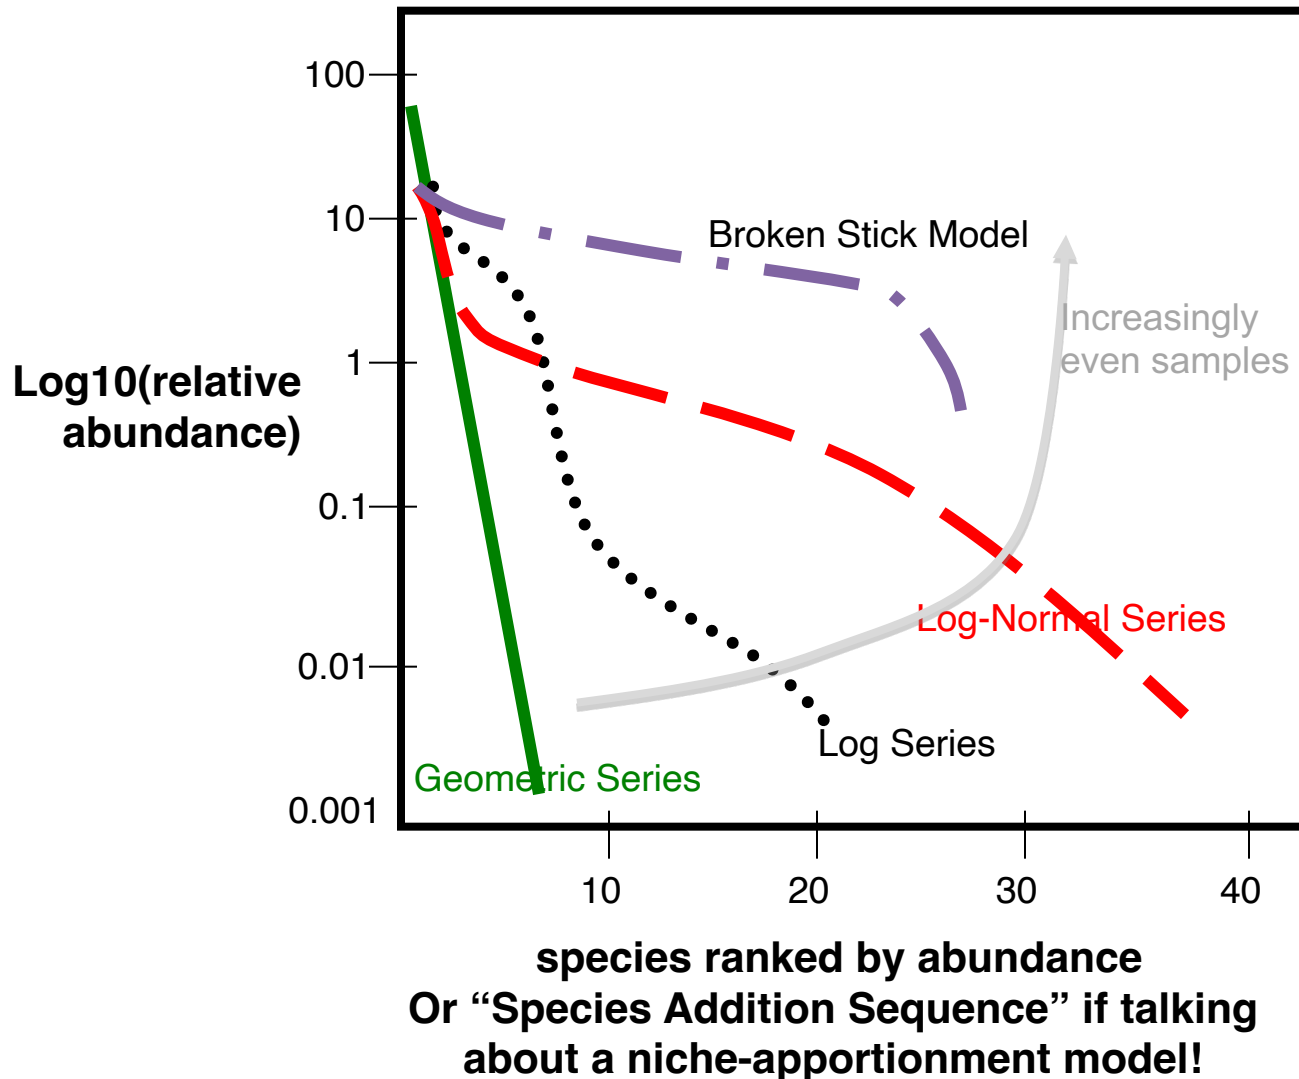 100
10
Broken Stick Model
Increasingly
even samples
1
Log10(relative
abundance)
0.1
Log-Normal Series
0.01
Log Series
Geometric Series
0.001
10
20
30
40
species ranked by abundance
Or “Species Addition Sequence” if talking
about a niche-apportionment model!